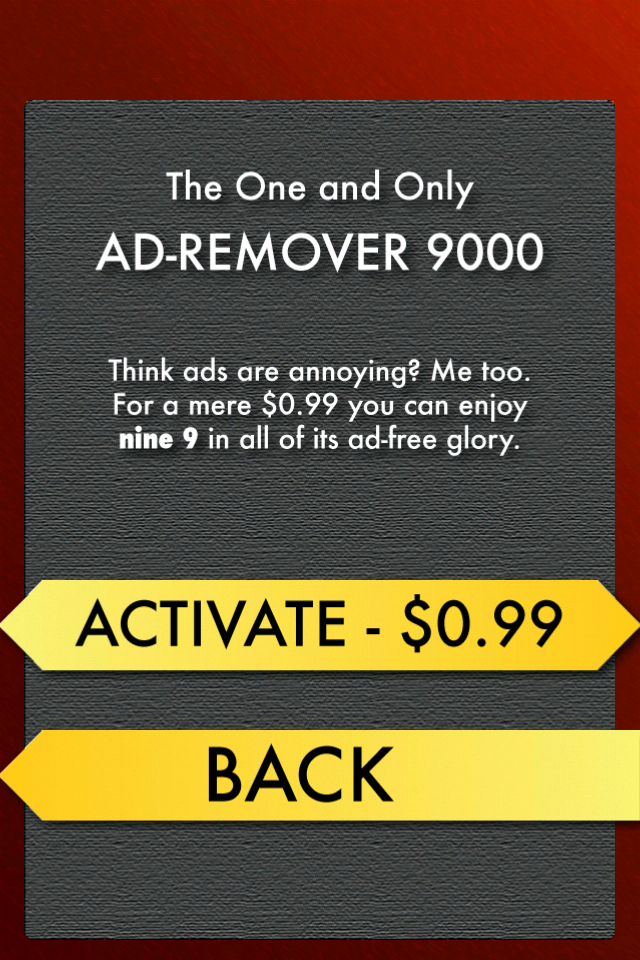 The One and Only
AD-REMOVER 9000
Think ads are annoying? Me too.
For a mere $0.99 you can enjoy
nine 9 in all of its ad-free glory.
ACTIVATE - $0.99
BACK